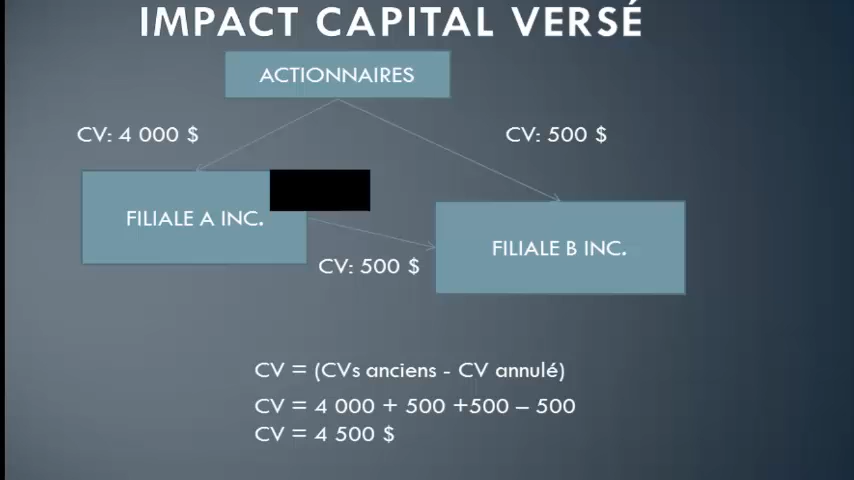 IMPACT CAPITAL VERSÉ
ACTIONNAIRES
CV: 4 000 $
CV: 500 $
FILIALE A INC.
FILIALE B INC.
CV: 500 $
CV = (CVs anciens - CV annulé)
CV = 4 000 + 500 +500 – 500
CV = 4 500 $